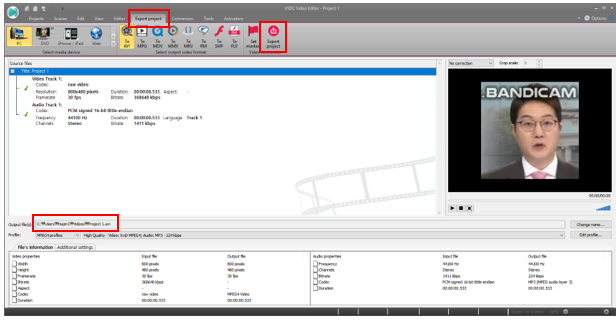 VSDC Video Editor - Project 1
Projects Scenes Edit View Editor Export project Conversion Tools Activation
Options
PC DVD iPhone / iPad Web To AVI To MPG To MOV To WMV To MKV To RM To SWF To FLV Set marker Export project
Select media device Select output video format
Source files
Title: Project 1
Video Track 1:
Codec: raw video
Resolution: 800x480 pixels Duration: 00:00:00.533 Aspect: -
Framerate: 30 fps Bitrate 368640 kbps
Audio Track 1:
Codec: PCM signed 16-bit little-endian
Frequency 44100 Hz Duration: 00:00:00.533 Language Track 1
Channels: Stereo Bitrate 1411 kbps
No correction Crop scale: 0
BANDICAM
00:00/00:00
Output file(s): Project 1.avi
Change name...
Profile: MPEG4 profiles High Quality - Video: XviD MPEG4; Audio: MP3 - 224 kbps
Edit profile...
File's information Additional settings
Video properties Input file Output file
Width 800 pixels 800 pixels
Height 480 pixels 480 pixels
Framerate 30 fps 30 fps
Bitrate 368640 kbps -
Aspect - -
Codec raw video MPEG4 Video
Duration 00:00:00.533 00:00:00.533
Audio properties Input file Output file
Frequency 44100 Hz 44100 Hz
Channels Stereo Stereo
Bitrate 1411 kbps 224 kbps
Codec PCM signed 16-bit little-endian MP3 (MPEG audio layer 3)
Duration 00:00:00.533 00:00:00.533